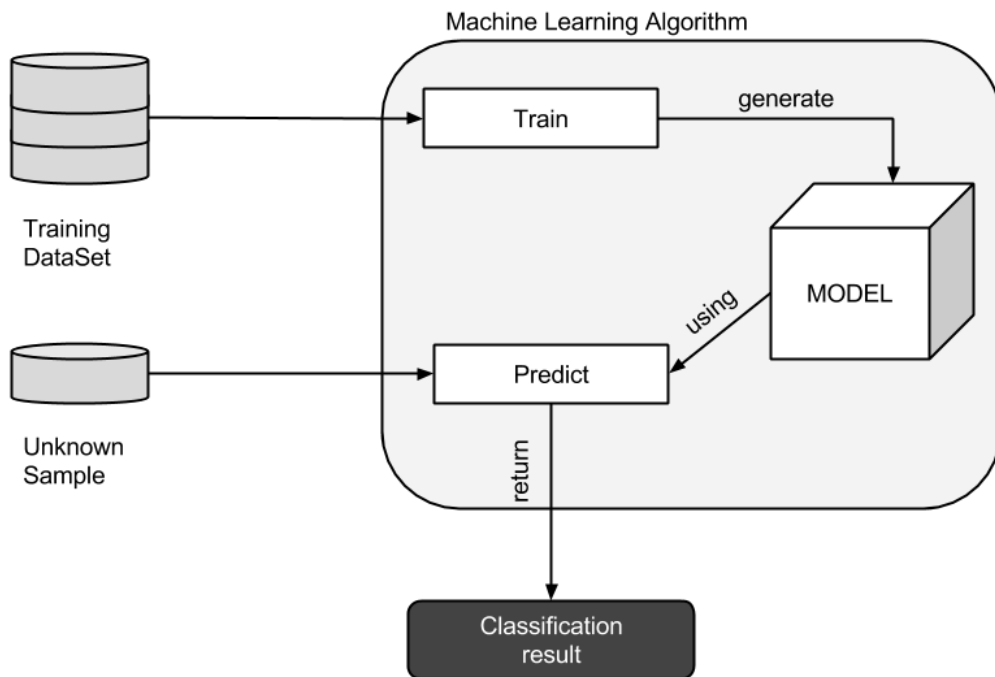 Machine Learning Algorithm
Train
generate
Training
DataSet
MODEL
using
Predict
Unknown
Sample
return
Classification
result